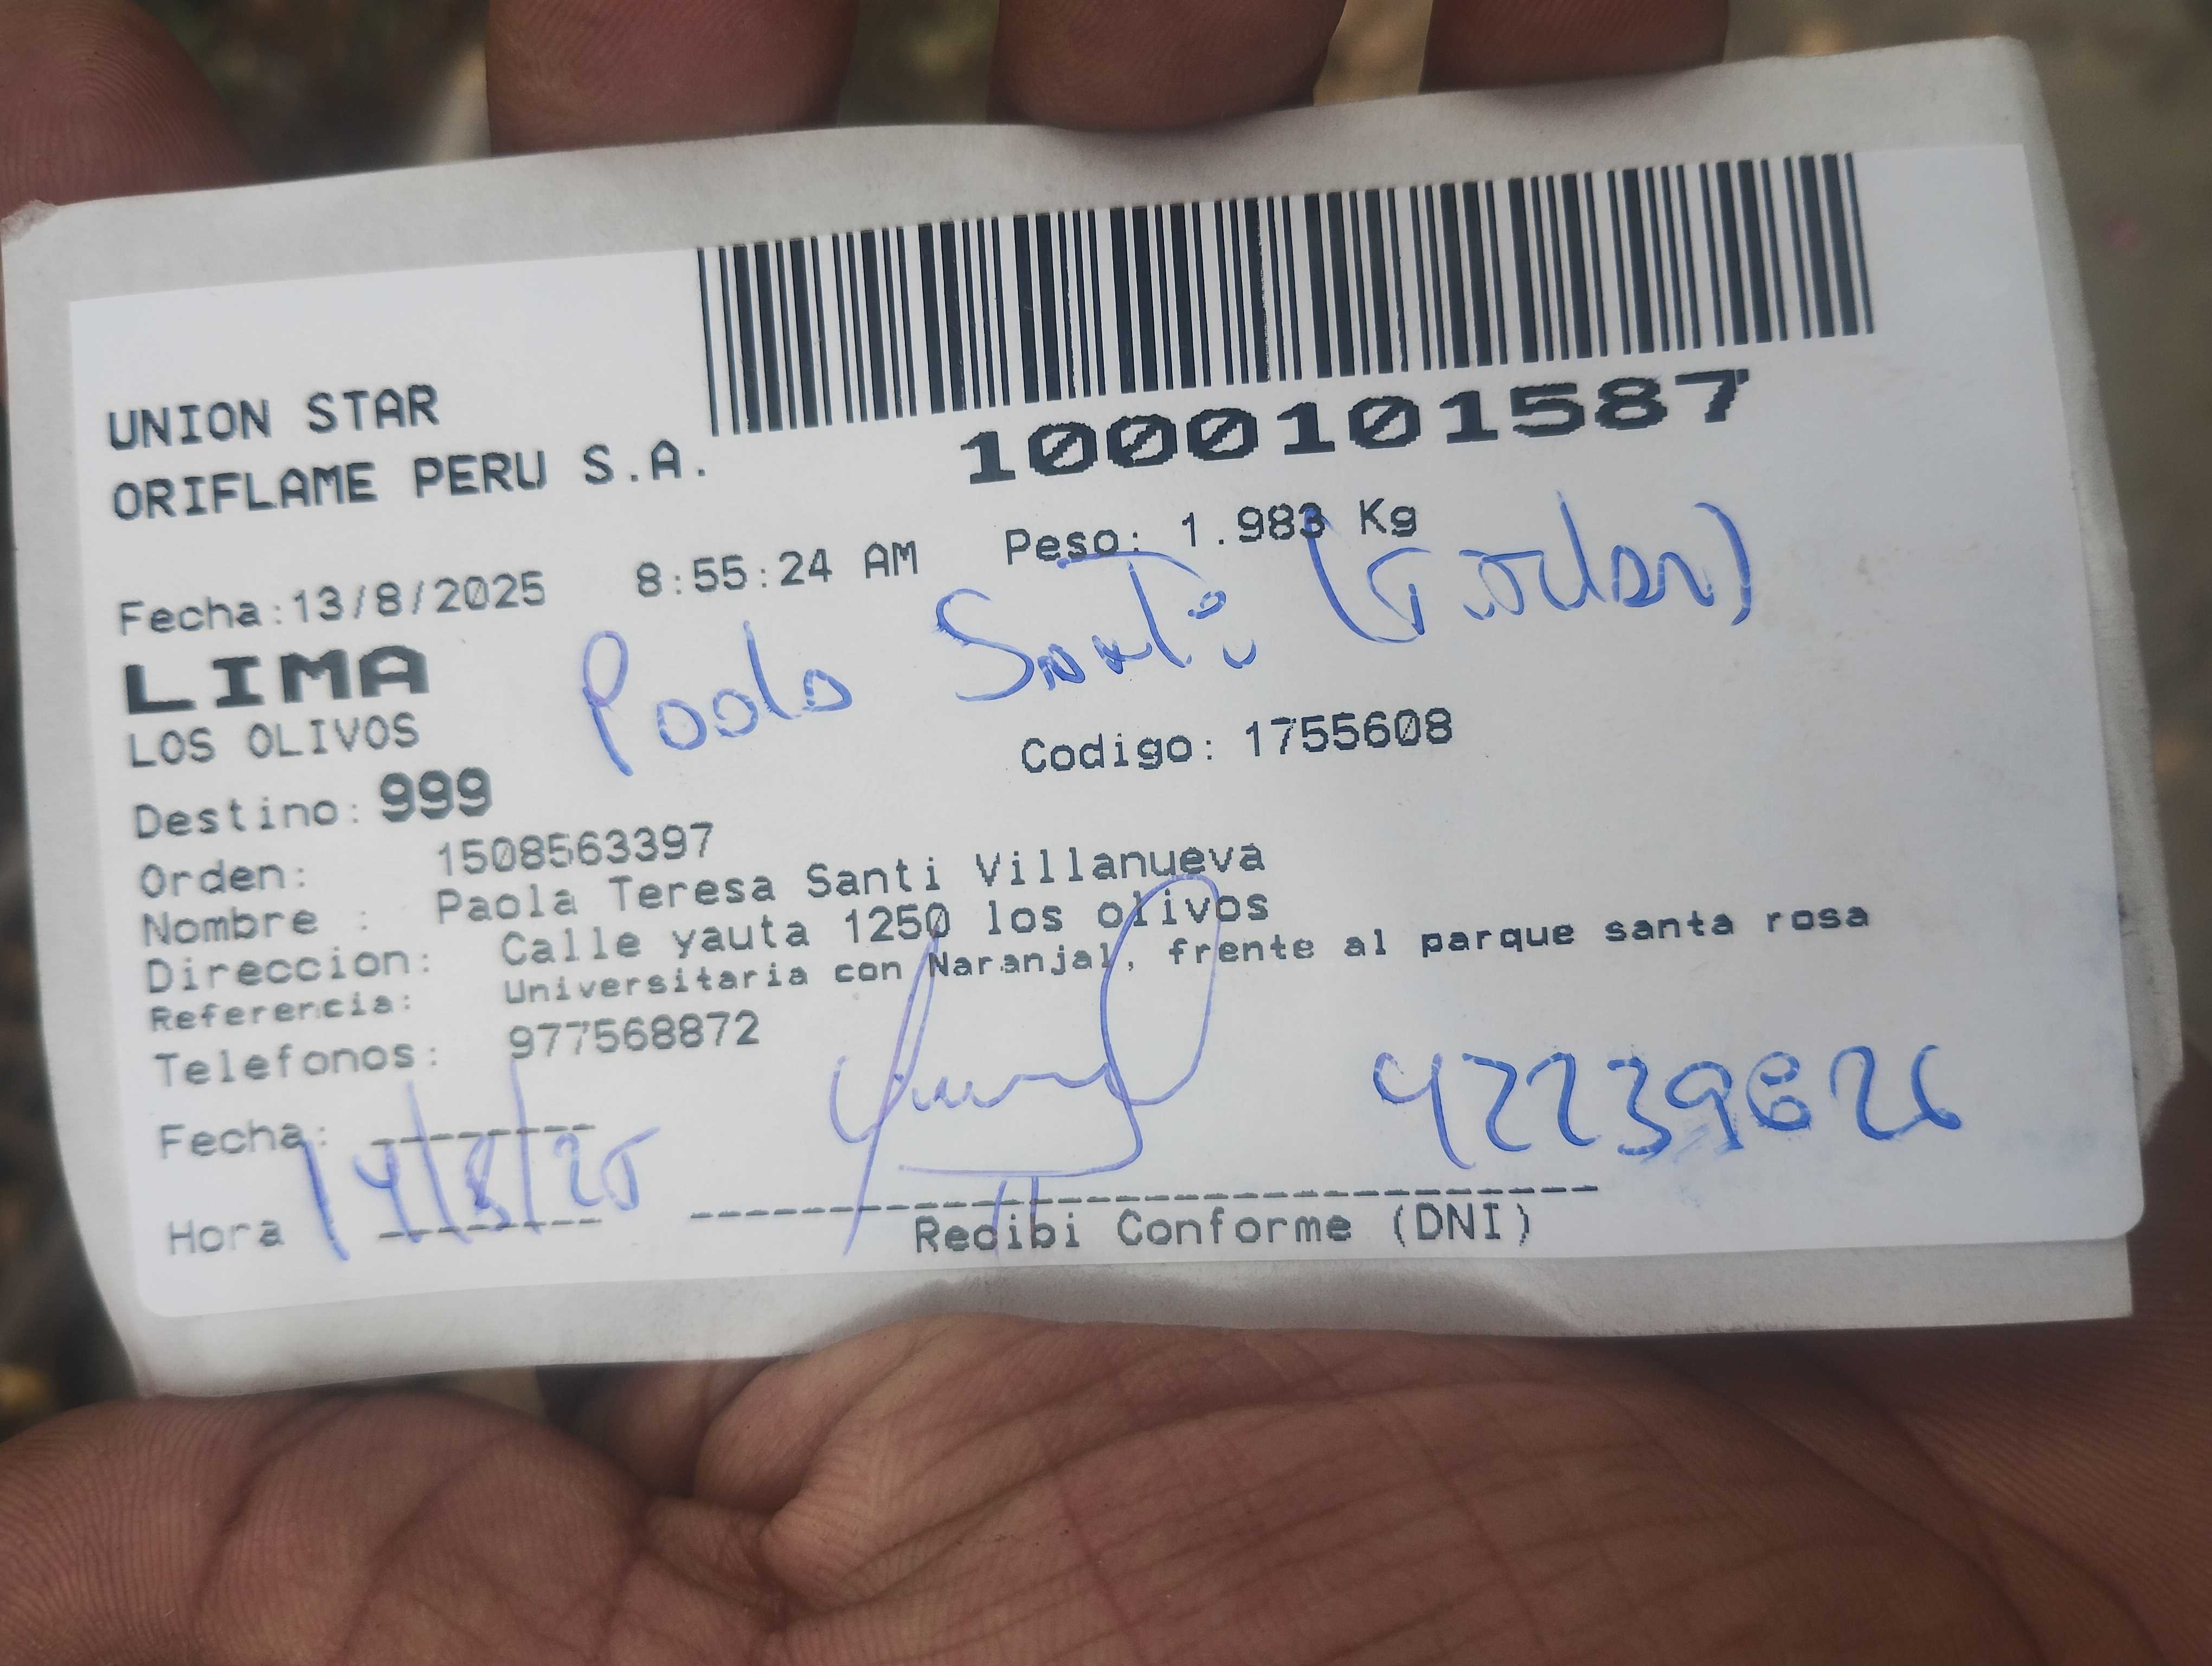 UNION STAR
ORIFLAME PERU S.A.
1000101587
Fecha:13/8/2025 8:55:24 AM Peso: 1.983 Kg
LIMA
Paola Santi (Titular)
LOS OLIVOS
Codigo: 1755608
Destino: 999
Orden: 1508563397
Nombre : Paola Teresa Santi Villanueva
Direccion: Calle yauta 1250 los olivos
Referencia: Universitaria con Naranjal, frente al parque santa rosa
Telefonos: 977568872
Fecha: 14/8/25
Hora
Recibi Conforme (DNI)